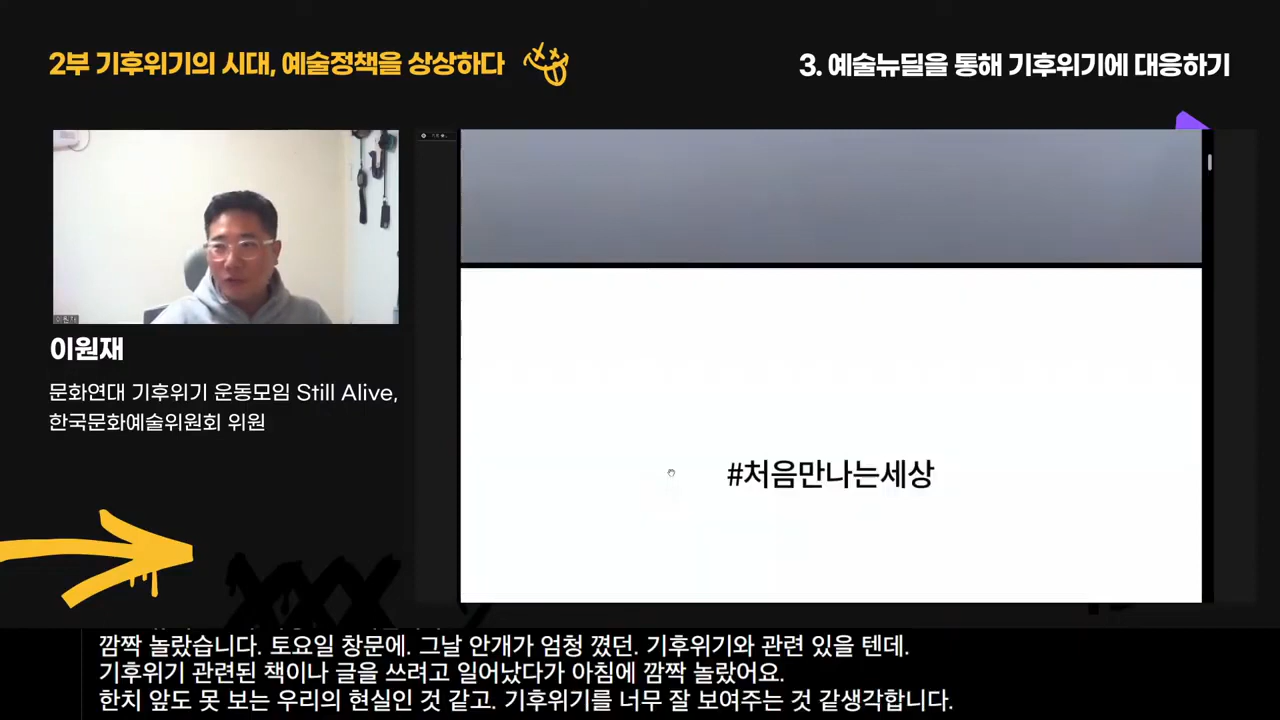 2부 기후위기의 시대, 예술정책을 상상하다
3. 예술뉴딜을 통해 기후위기에 대응하기
이원재
이원재
문화연대 기후위기 운동모임 Still Alive,
한국문화예술위원회 위원
#처음만나는세상
XXX
깜짝 놀랐습니다. 토요일 창문에. 그날 안개가 엄청 꼈던. 기후위기와 관련 있을 텐데.
기후위기 관련된 책이나 글을 쓰려고 일어났다가 아침에 깜짝 놀랐어요.
한치 앞도 못 보는 우리의 현실인 것 같고. 기후위기를 너무 잘 보여주는 것 같생각합니다.